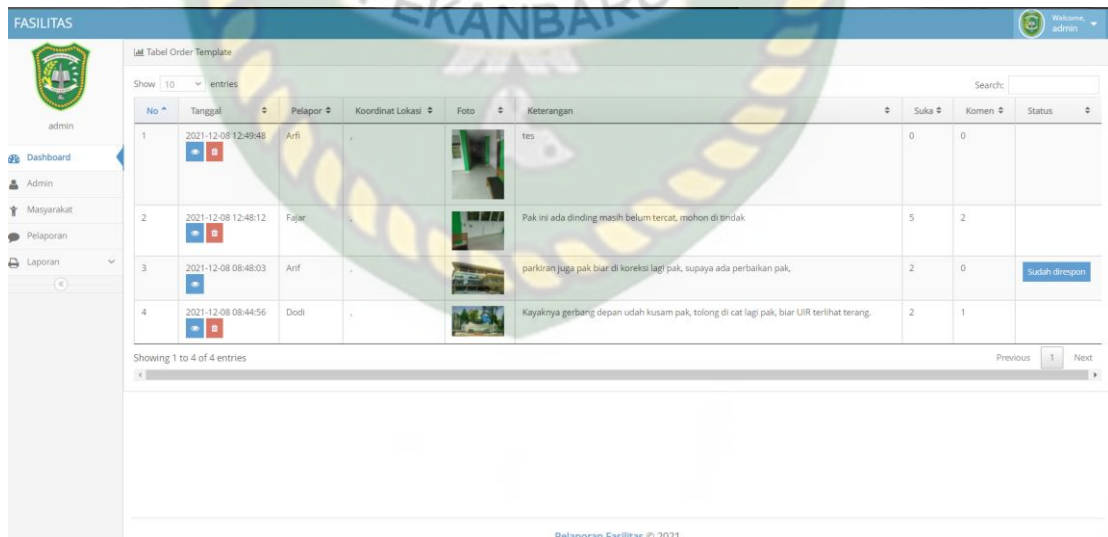 PEKANBARU
FASILITAS
Welcome,
admin
admin
Dashboard
Admin
Masyarakat
Pelaporan
Laporan
Tabel Order Template
Show 10 entries
Search:
No Tanggal Pelapor Koordinat Lokasi Foto Keterangan Suka Komen Status
1 2021-12-08 12:49:48 Arfi , tes 0 0
2 2021-12-08 12:48:12 Fajar , Pak ini ada dinding masih belum tercat, mohon di tindak 5 2
3 2021-12-08 08:48:03 Arif , parkiran juga pak biar di koreksi lagi pak, supaya ada perbaikan pak, 2 0 Sudah direspon
4 2021-12-08 08:44:56 Dodi , Kayaknya gerbang depan udah kusam pak, tolong di cat lagi pak, biar UIR terlihat terang. 2 1
Showing 1 to 4 of 4 entries
Previous 1 Next
Pelaporan Fasilitas © 2021